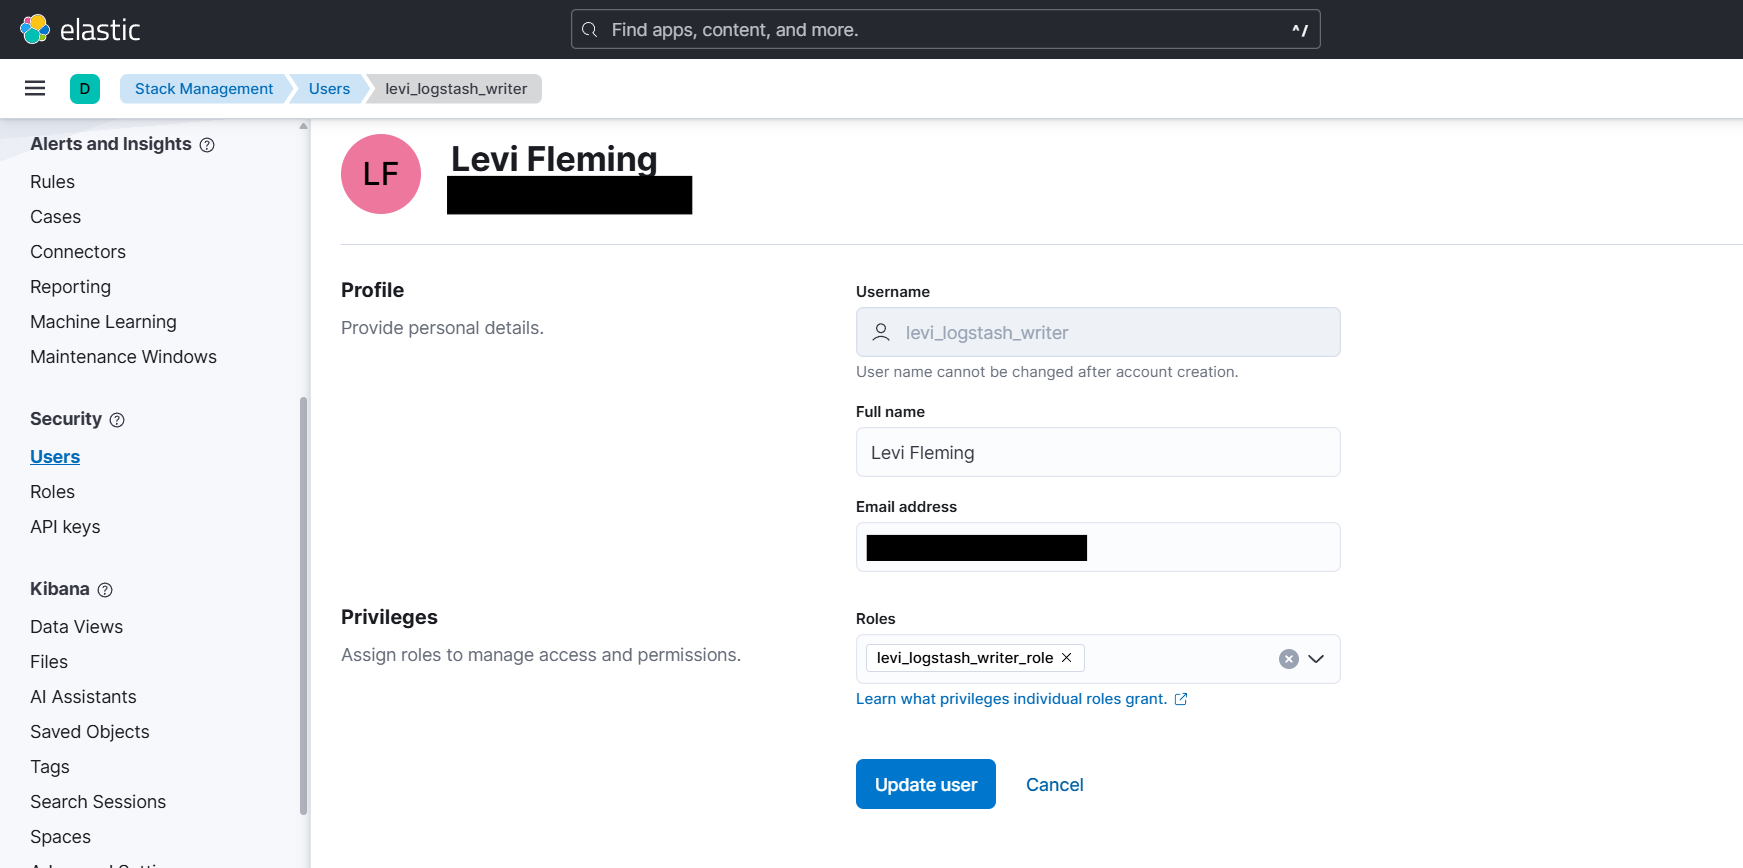 elastic
Find apps, content, and more.
^/
D
Stack Management
Users
levi_logstash_writer
Alerts and Insights
Rules
Cases
Connectors
Reporting
Machine Learning
Maintenance Windows
Security
Users
Roles
API keys
Kibana
Data Views
Files
AI Assistants
Saved Objects
Tags
Search Sessions
Spaces
LF
Levi Fleming
Profile
Provide personal details.
Username
levi_logstash_writer
User name cannot be changed after account creation.
Full name
Levi Fleming
Email address
Privileges
Assign roles to manage access and permissions.
Roles
levi_logstash_writer_role
Learn what privileges individual roles grant.
Update user
Cancel